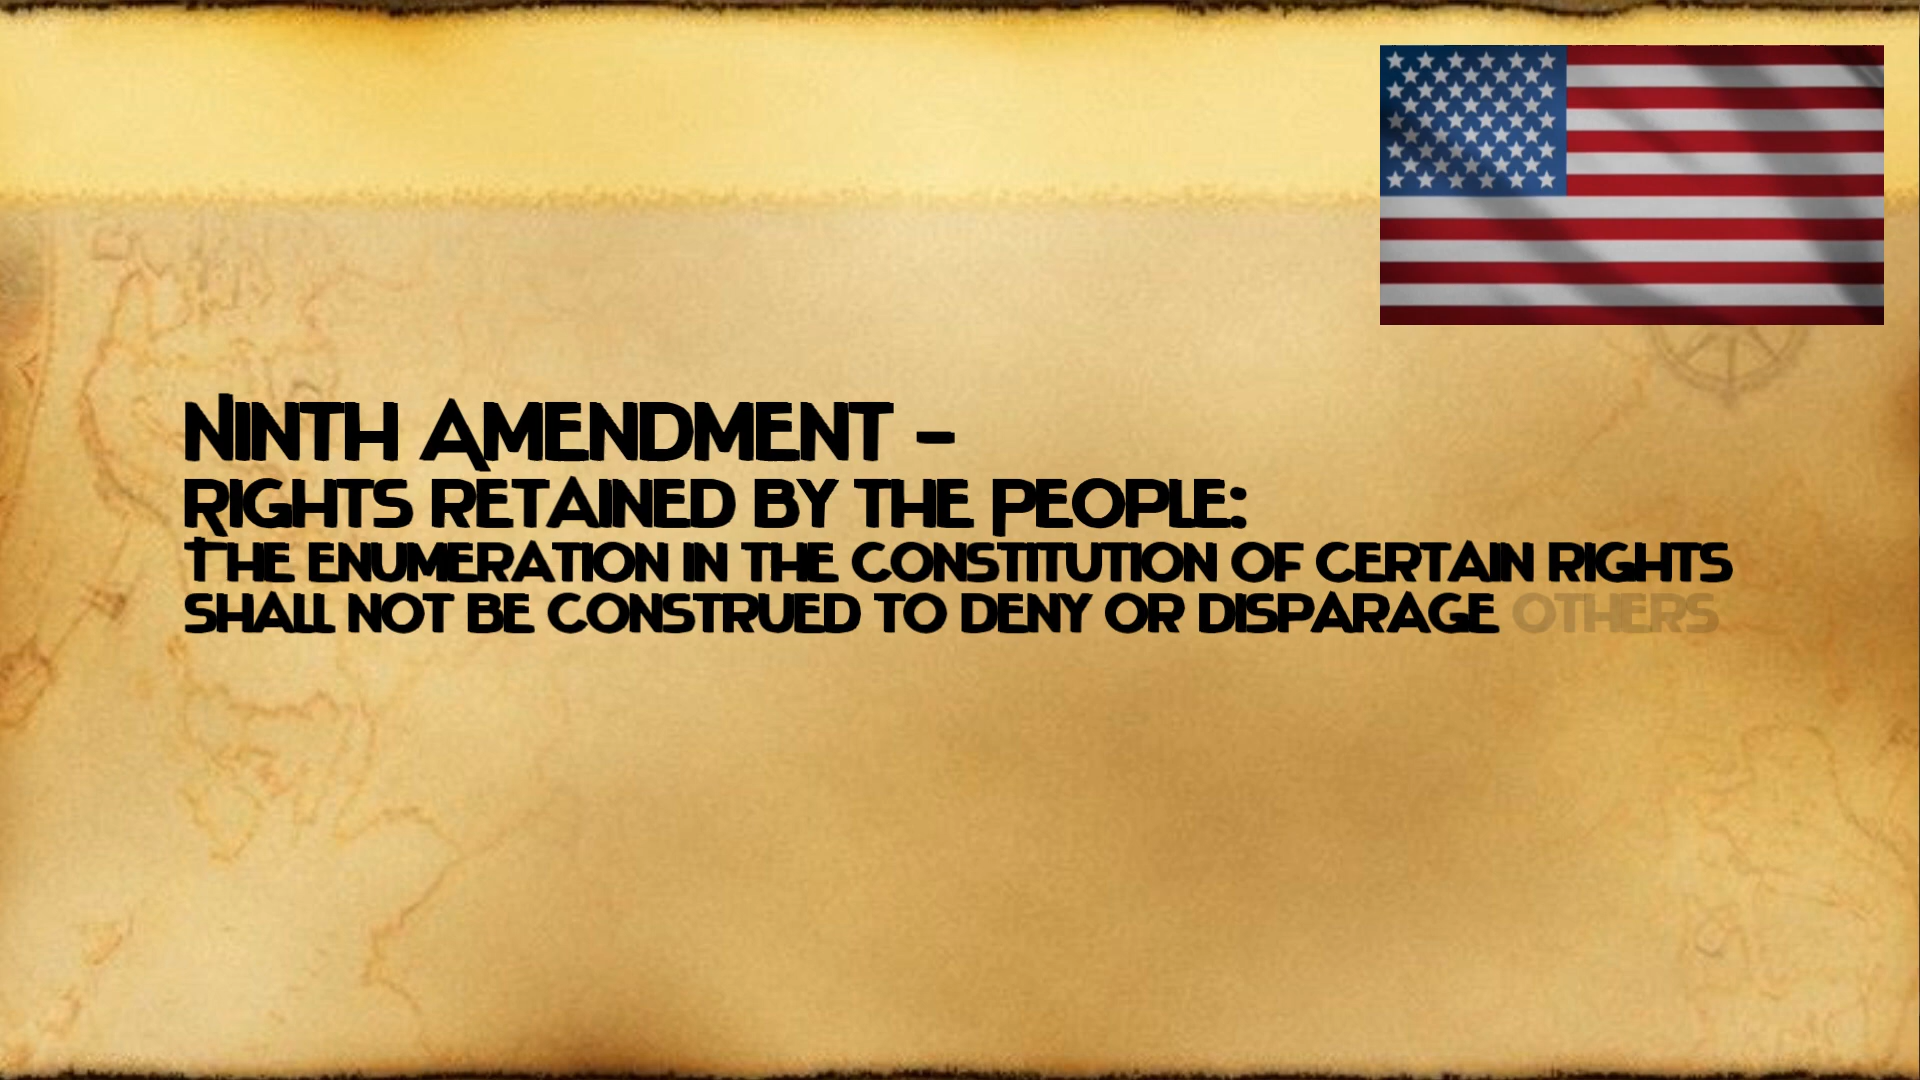 Ninth Amendment –
Rights Retained by the People:
The enumeration in the Constitution of certain rights
shall not be construed to deny or disparage others